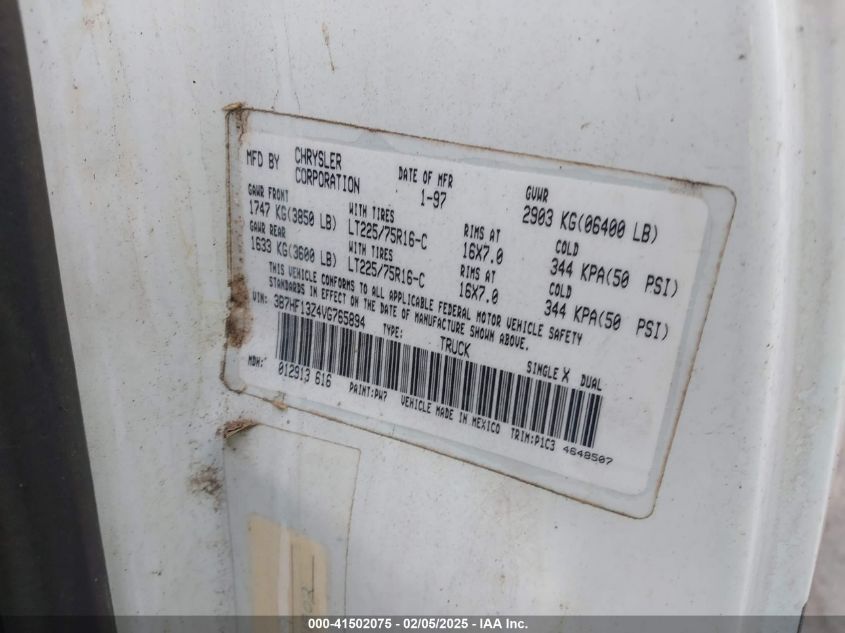 MFD BY CHRYSLER CORPORATION DATE OF MFR 1-97 GVWR 2903 KG(06400 LB)
GAWR FRONT WITH TIRES RIMS AT COLD
1747 KG(3850 LB) LT225/75R16-C 16X7.0 344 KPA(50 PSI)
GAWR REAR WITH TIRES RIMS AT COLD
1633 KG(3600 LB) LT225/75R16-C 16X7.0 344 KPA(50 PSI)
THIS VEHICLE CONFORMS TO ALL APPLICABLE FEDERAL MOTOR VEHICLE SAFETY
STANDARDS IN EFFECT ON THE DATE OF MANUFACTURE SHOWN ABOVE.
VIN: 3B7HF13Z4VG765894 TYPE: TRUCK SINGLE X DUAL
MDH: 012913 616 PAINT:PW7 VEHICLE MADE IN MEXICO TRIM:P1C3 4648507
000-41502075 - 02/05/2025 - IAA Inc.